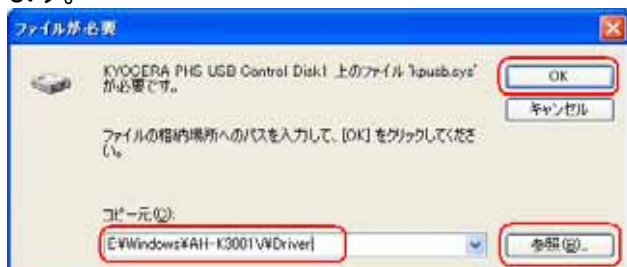 ます。
ファイルが必要
KYOCERA PHS USB Control Disk1 上のファイル 'kpusb.sys'
が必要です。
OK
キャンセル
ファイルの格納場所へのパスを入力して、[OK] をクリックしてくださ
い。
コピー元(C):
E:¥Windows¥AH-K3001V¥Driver
参照(B)...